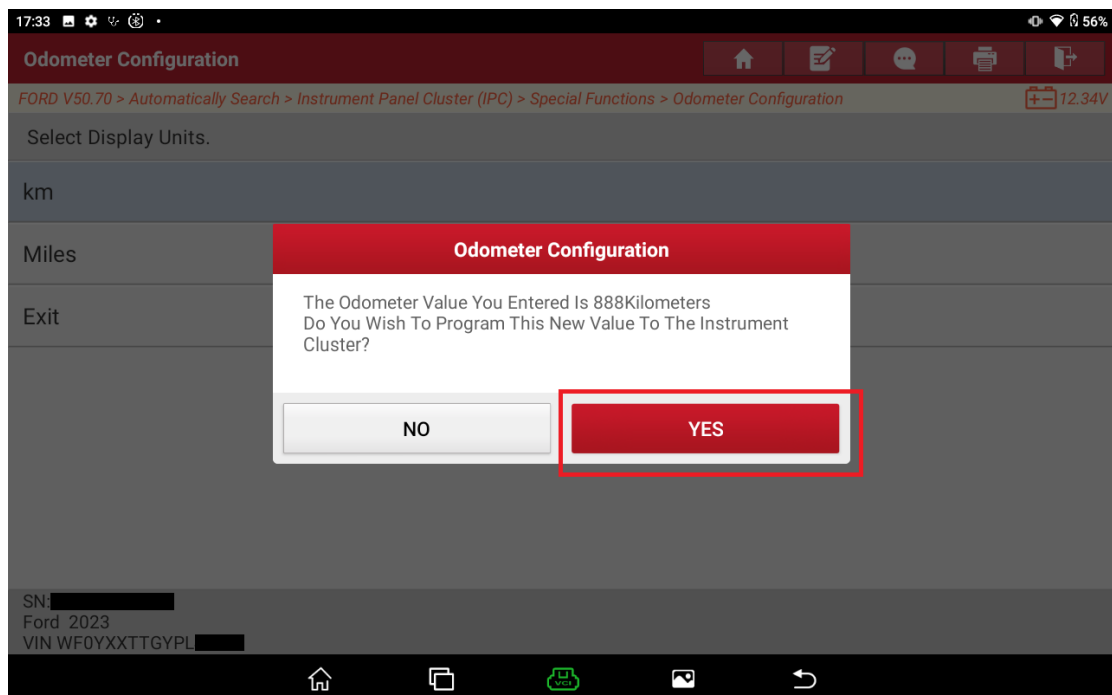 17:33
56%
Odometer Configuration
FORD V50.70 > Automatically Search > Instrument Panel Cluster (IPC) > Special Functions > Odometer Configuration
12.34V
Select Display Units.
km
Miles
Exit
Odometer Configuration
The Odometer Value You Entered Is 888Kilometers
Do You Wish To Program This New Value To The Instrument
Cluster?
NO
YES
SN:
Ford 2023
VIN WF0YXXTTGYPL
VCI